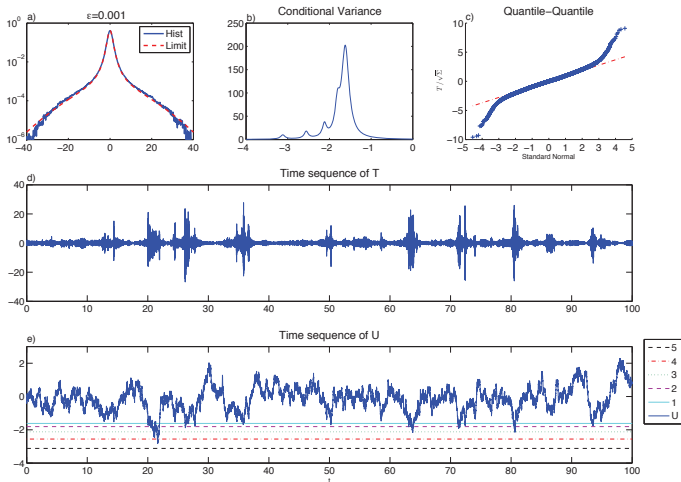 a) ε=0.001
Hist
Limit
10^0
10^-2
10^-4
10^-6
−40 −20 0 20 40
b) Conditional Variance
250
200
150
100
50
0
−4 −3 −2 −1 0
c) Quantile−Quantile
T/√Σ
10
5
0
−5
−10
−5 −4 −3 −2 −1 0 1 2 3 4 5
Standard Normal
d) Time sequence of T
40
20
0
−20
−40
0 10 20 30 40 50 60 70 80 90 100
e) Time sequence of U
2
0
−2
−4
0 10 20 30 40 50 60 70 80 90 100
5
4
3
2
1
U